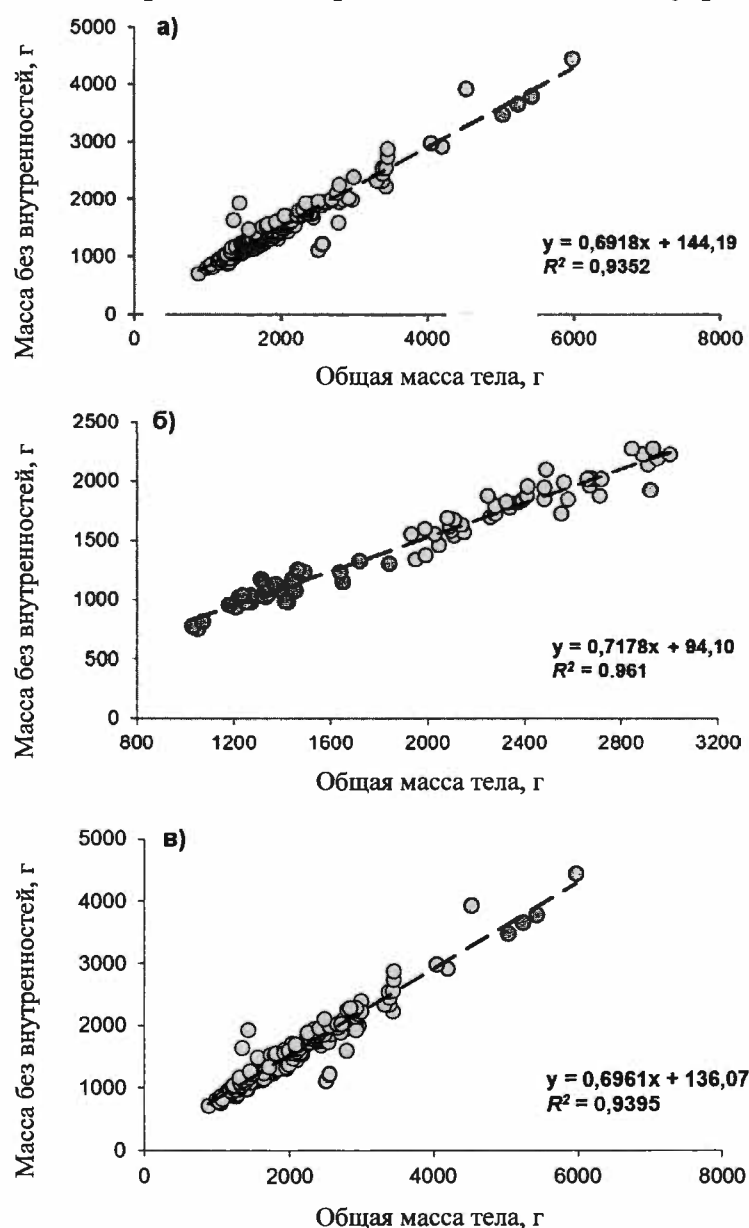 а)
Масса без внутренностей, г
5000
4000
3000
2000
1000
0
y = 0,6918x + 144,19
R² = 0,9352
0 2000 4000 6000 8000
Общая масса тела, г
б)
Масса без внутренностей, г
2500
2000
1500
1000
500
0
y = 0,7178x + 94,10
R² = 0.961
800 1200 1600 2000 2400 2800 3200
Общая масса тела, г
в)
Масса без внутренностей, г
5000
4000
3000
2000
1000
0
y = 0,6961x + 136,07
R² = 0,9395
0 2000 4000 6000 8000
Общая масса тела, г